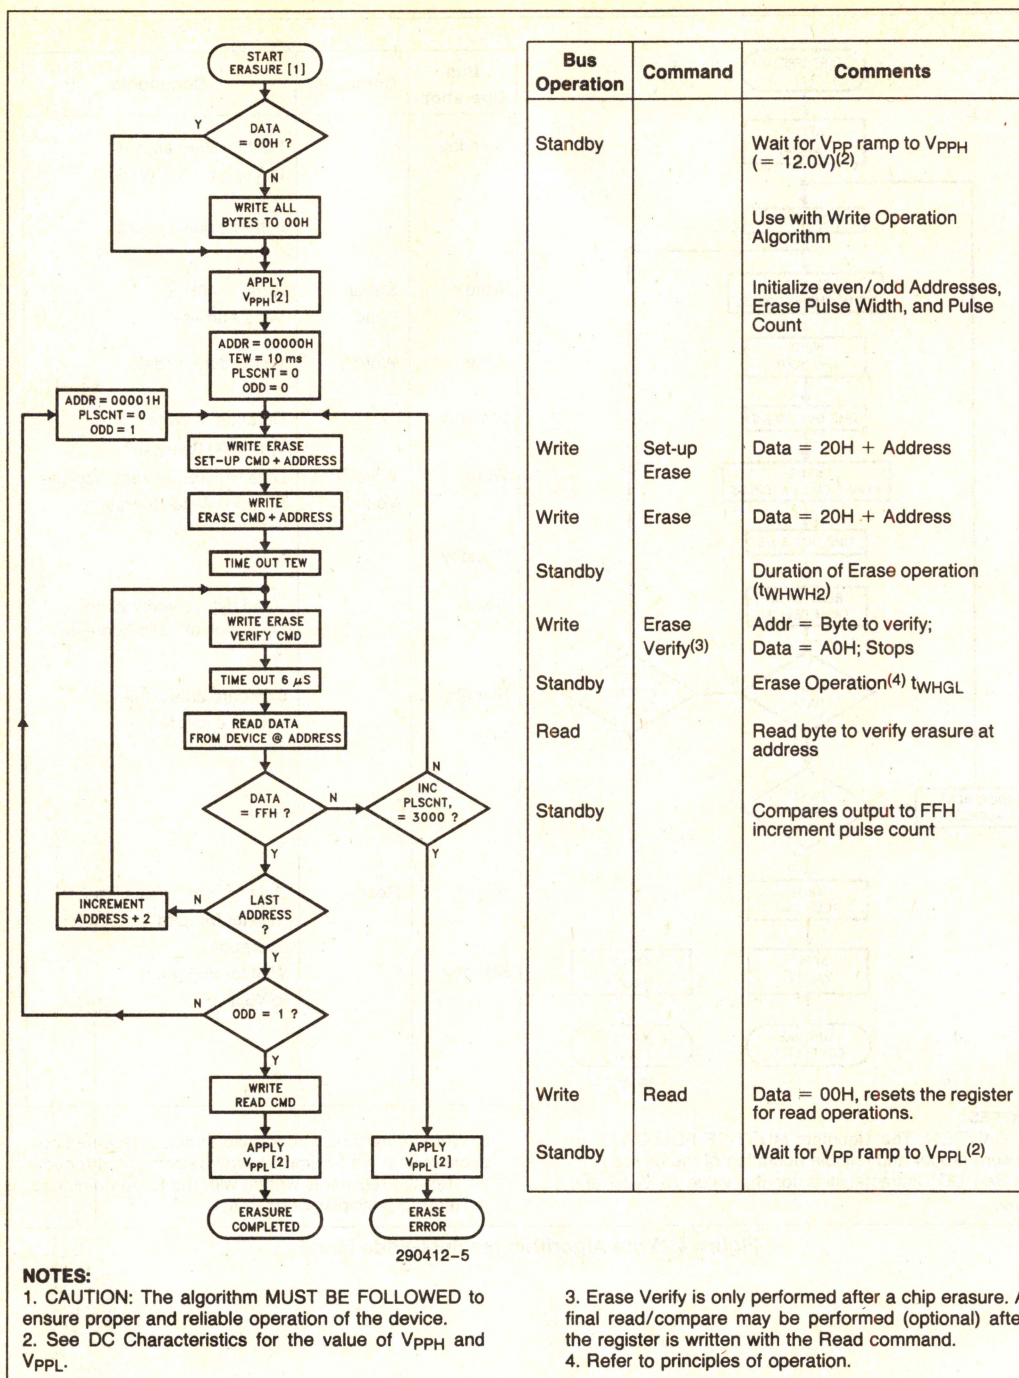 START
ERASURE [1]
Y
DATA
= 00H ?
N
WRITE ALL
BYTES TO 00H
APPLY
VPPH[2]
ADDR = 00000H
TEW = 10 ms
PLSCNT = 0
ODD = 0
ADDR = 00001H
PLSCNT = 0
ODD = 1
WRITE ERASE
SET-UP CMD + ADDRESS
WRITE
ERASE CMD + ADDRESS
TIME OUT TEW
WRITE ERASE
VERIFY CMD
TIME OUT 6 μS
READ DATA
FROM DEVICE @ ADDRESS
DATA
= FFH ?
N
Y
N
INC
PLSCNT,
= 3000 ?
Y
INCREMENT
ADDRESS + 2
N
LAST
ADDRESS
?
Y
N
ODD = 1 ?
Y
WRITE
READ CMD
APPLY
VPPL[2]
APPLY
VPPL[2]
ERASURE
COMPLETED
ERASE
ERROR
290412-5
Bus
Operation
Command
Comments
Standby
Wait for VPP ramp to VPPH
(= 12.0V)(2)
Use with Write Operation
Algorithm
Initialize even/odd Addresses,
Erase Pulse Width, and Pulse
Count
Write
Set-up
Erase
Data = 20H + Address
Write
Erase
Data = 20H + Address
Standby
Duration of Erase operation
(tWHWH2)
Write
Erase
Verify(3)
Addr = Byte to verify;
Data = A0H; Stops
Standby
Erase Operation(4) tWHGL
Read
Read byte to verify erasure at
address
Standby
Compares output to FFH
increment pulse count
Write
Read
Data = 00H, resets the register
for read operations.
Standby
Wait for VPP ramp to VPPL(2)
NOTES:
1. CAUTION: The algorithm MUST BE FOLLOWED to
ensure proper and reliable operation of the device.
2. See DC Characteristics for the value of VPPH and
VPPL.
3. Erase Verify is only performed after a chip erasure. A
final read/compare may be performed (optional) after
the register is written with the Read command.
4. Refer to principles of operation.